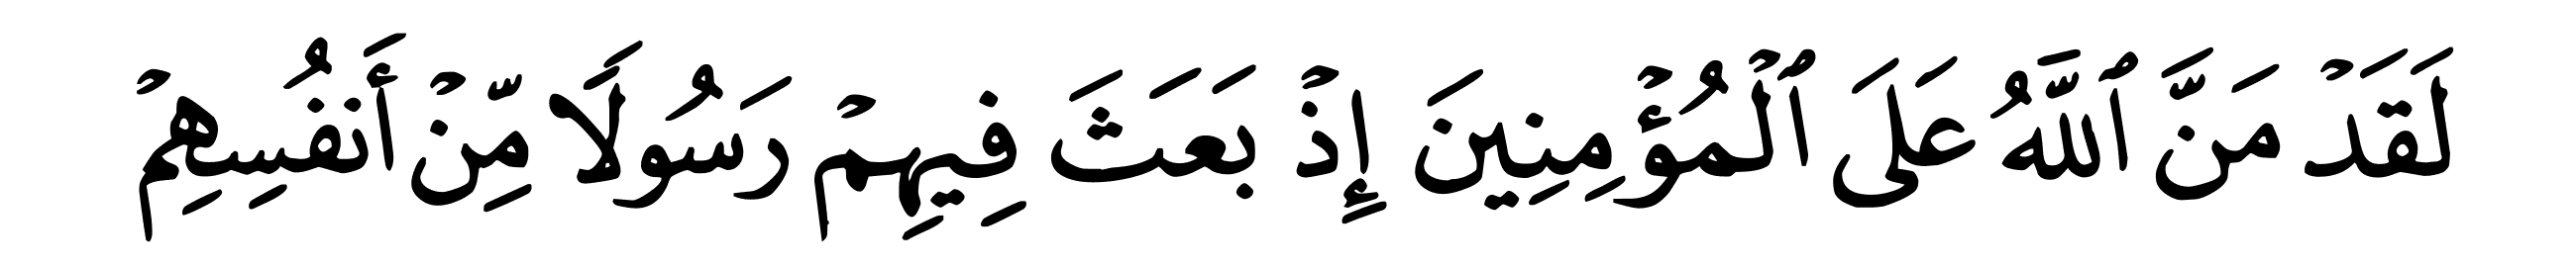 لَقَدۡ مَنَّ ٱللَّهُ عَلَى ٱلۡمُؤۡمِنِينَ إِذۡ بَعَثَ فِيهِمۡ رَسُولًا مِّنۡ أَنفُسِهِمۡ